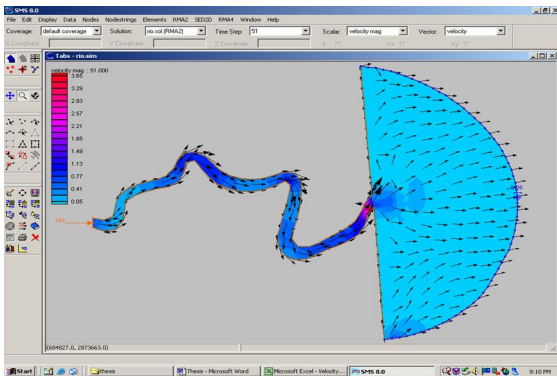 SMS 8.0
File Edit Display Data Nodes Nodestrings Elements RMA2 SED2D RMA4 Window Help
Coverage: default coverage Solution: rio.sol (RMA2) Time Step: 51 Scalar: velocity mag Vector: velocity
X Coordinate: Y Coordinate: Z Coordinate: S: ?? Vx: ?? Vy: ??
Tabs - rio.sim
velocity mag : 51.000
3.65
3.29
2.93
2.57
2.21
1.85
1.49
1.13
0.77
0.41
0.05
(684827.0, 2873663.0)
Start thesis Thesis - Microsoft Word Microsoft Excel - Velocity... SMS 8.0 8:10 PM